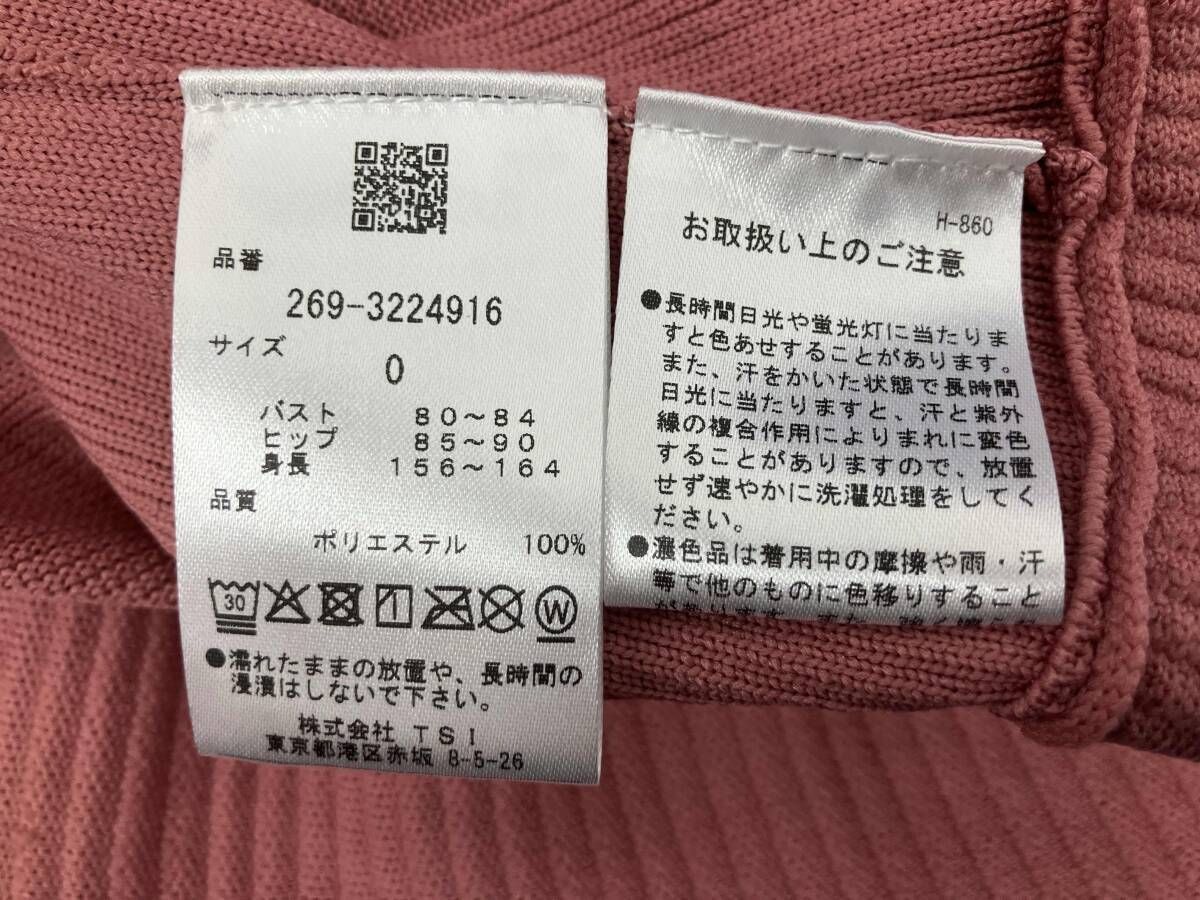 品番
269-3224916
サイズ
0
バスト 80～84
ヒップ 85～90
身長 156～164
品質
ポリエステル 100%
30
W
●濡れたままの放置や、長時間の
浸漬はしないで下さい。
株式会社 TSI
東京都港区赤坂 8-5-26
H-860
お取扱い上のご注意
●長時間日光や蛍光灯に当たりま
すと色あせすることがあります。
また、汗をかいた状態で長時間
日光に当たりますと、汗と紫外
線の複合作用によりまれに変色
することがありますので、放置
せず速やかに洗濯処理をしてく
ださい。
●濃色品は着用中の摩擦や雨・汗
等で他のものに色移りすること
があります。また、強く